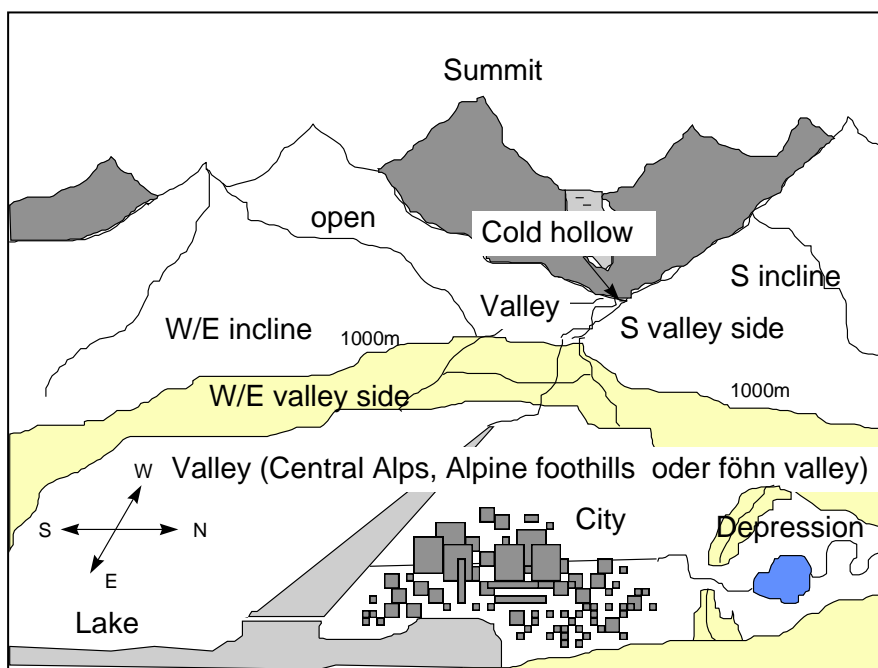 Summit
open
Cold hollow
S incline
Valley
W/E incline
1000m
S valley side
W/E valley side
1000m
Valley (Central Alps, Alpine foothills oder föhn valley)
W
S
N
E
City
Depression
Lake